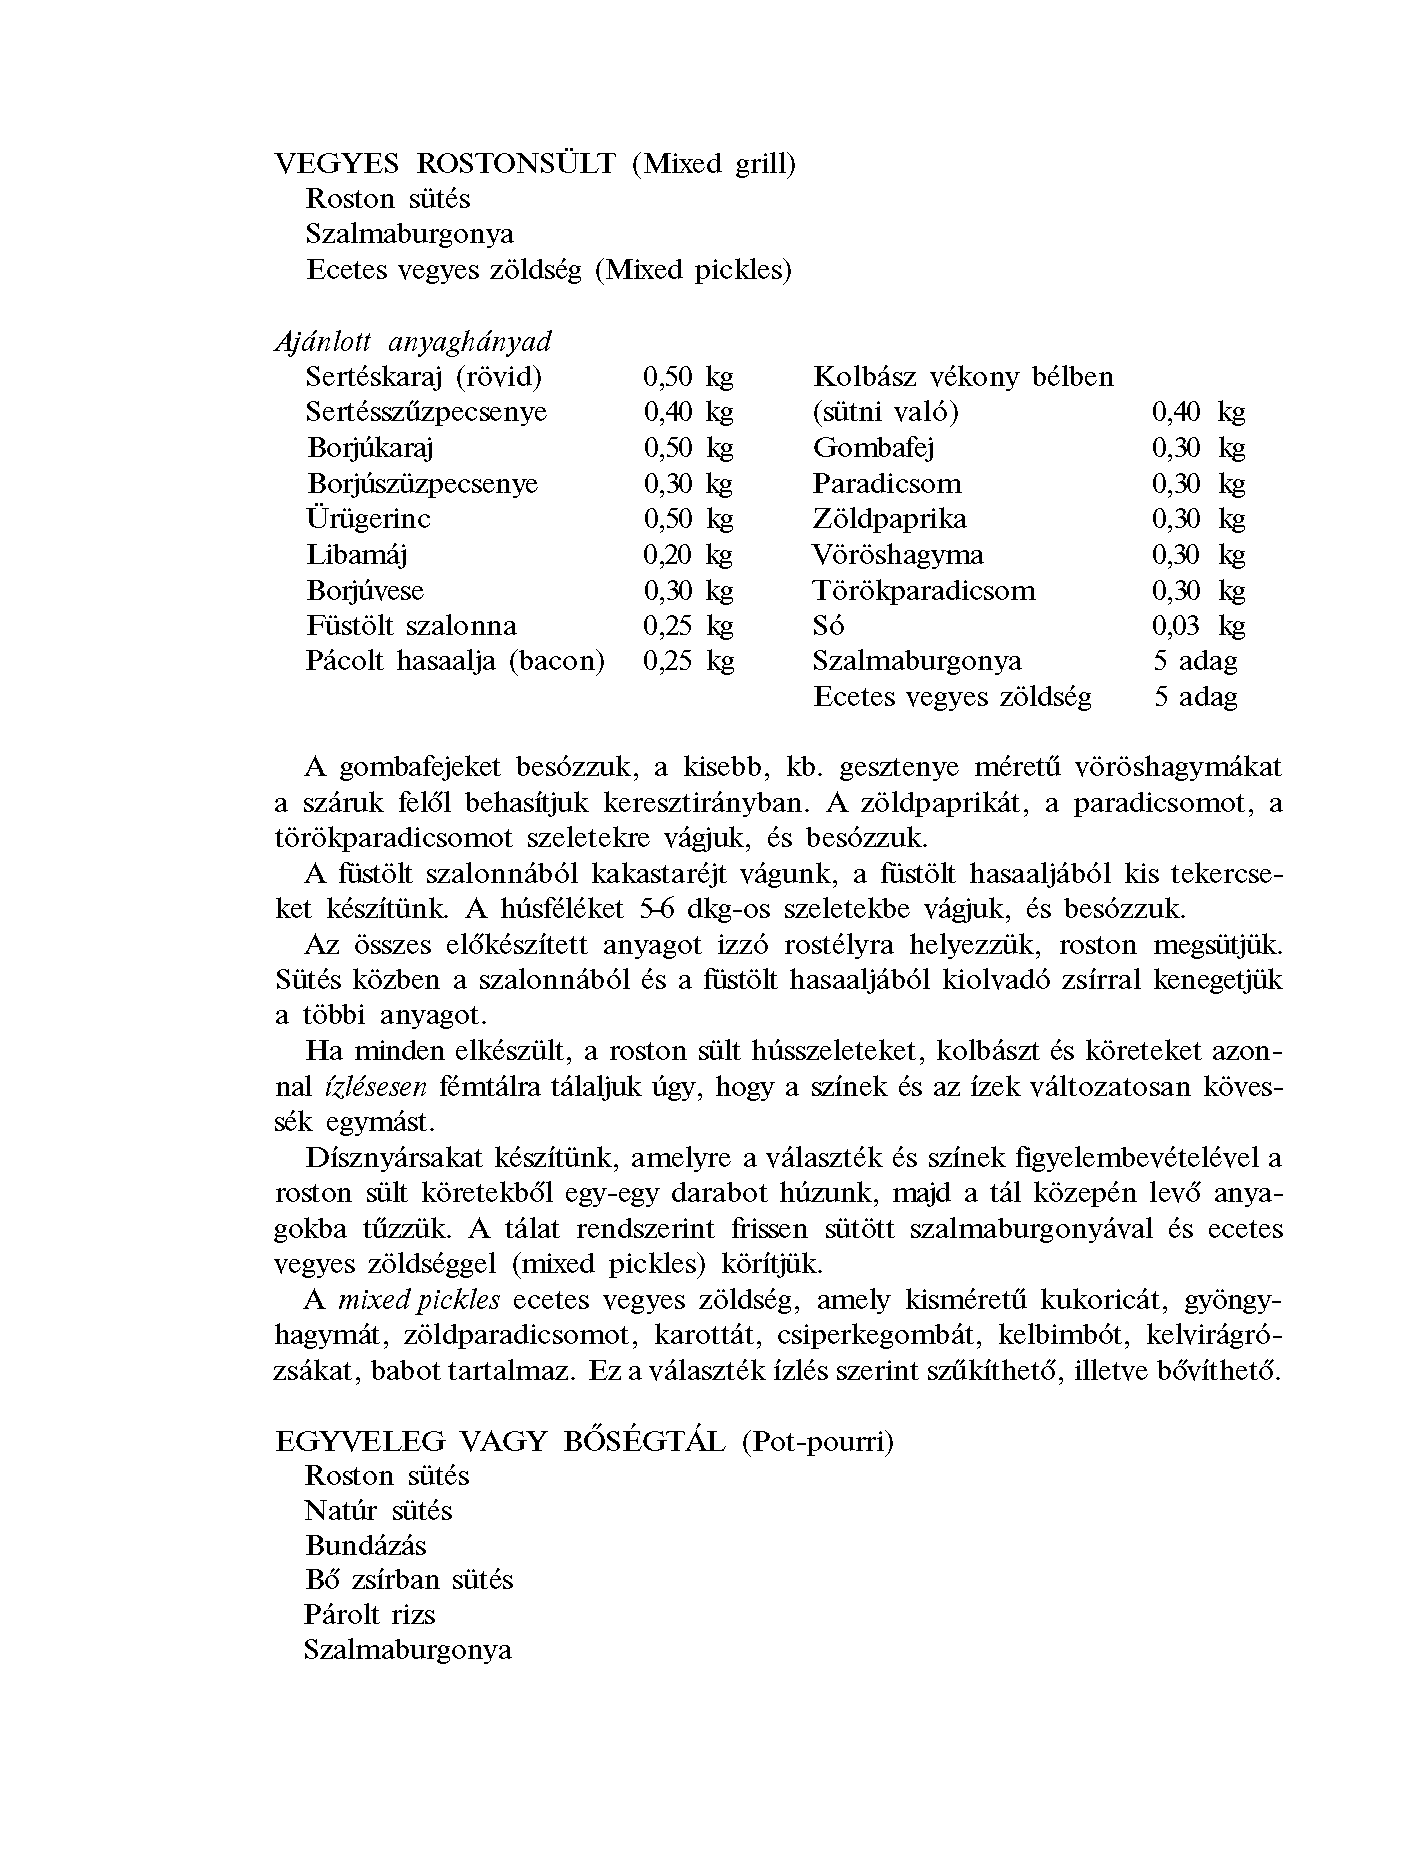 VEGYES ROSTONSÜLT (Mixed grill)
Roston sütés
Szalmaburgonya
Ecetes vegyes zöldség (Mixed pickles)
Ajánlott anyaghányad
Sertéskaraj (rövid) 0,50 kg
Sertésszűzpecsenye 0,40 kg
Borjúkaraj 0,50 kg
Borjúszüzpecsenye 0,30 kg
Ürügerinc 0,50 kg
Libamáj 0,20 kg
Borjúvese 0,30 kg
Füstölt szalonna 0,25 kg
Pácolt hasaalja (bacon) 0,25 kg
Kolbász vékony bélben
(sütni való) 0,40 kg
Gombafej 0,30 kg
Paradicsom 0,30 kg
Zöldpaprika 0,30 kg
Vöröshagyma 0,30 kg
Törökparadicsom 0,30 kg
Só 0,03 kg
Szalmaburgonya 5 adag
Ecetes vegyes zöldség 5 adag
A gombafejeket besózzuk, a kisebb, kb. gesztenye méretű vöröshagymákat
a száruk felől behasítjuk keresztirányban. A zöldpaprikát, a paradicsomot, a
törökparadicsomot szeletekre vágjuk, és besózzuk.
A füstölt szalonnából kakastaréjt vágunk, a füstölt hasaaljából kis tekercse-
ket készítünk. A húsféléket 5-6 dkg-os szeletekbe vágjuk, és besózzuk.
Az összes előkészített anyagot izzó rostélyra helyezzük, roston megsütjük.
Sütés közben a szalonnából és a füstölt hasaaljából kiolvadó zsírral kenegetjük
a többi anyagot.
Ha minden elkészült, a roston sült hússzeleteket, kolbászt és köreteket azon-
nal ízlésesen fémtálra tálaljuk úgy, hogy a színek és az ízek változatosan köves-
sék egymást.
Dísznyársakat készítünk, amelyre a választék és színek figyelembevételével a
roston sült köretekből egy-egy darabot húzunk, majd a tál közepén levő anya-
gokba tűzzük. A tálat rendszerint frissen sütött szalmaburgonyával és ecetes
vegyes zöldséggel (mixed pickles) körítjük.
A mixed pickles ecetes vegyes zöldség, amely kisméretű kukoricát, gyöngy-
hagymát, zöldparadicsomot, karottát, csiperkegombát, kelbimbót, kelvirágró-
zsákat, babot tartalmaz. Ez a választék ízlés szerint szűkíthető, illetve bővíthető.
EGYVELEG VAGY BŐSÉGTÁL (Pot-pourri)
Roston sütés
Natúr sütés
Bundázás
Bő zsírban sütés
Párolt rizs
Szalmaburgonya